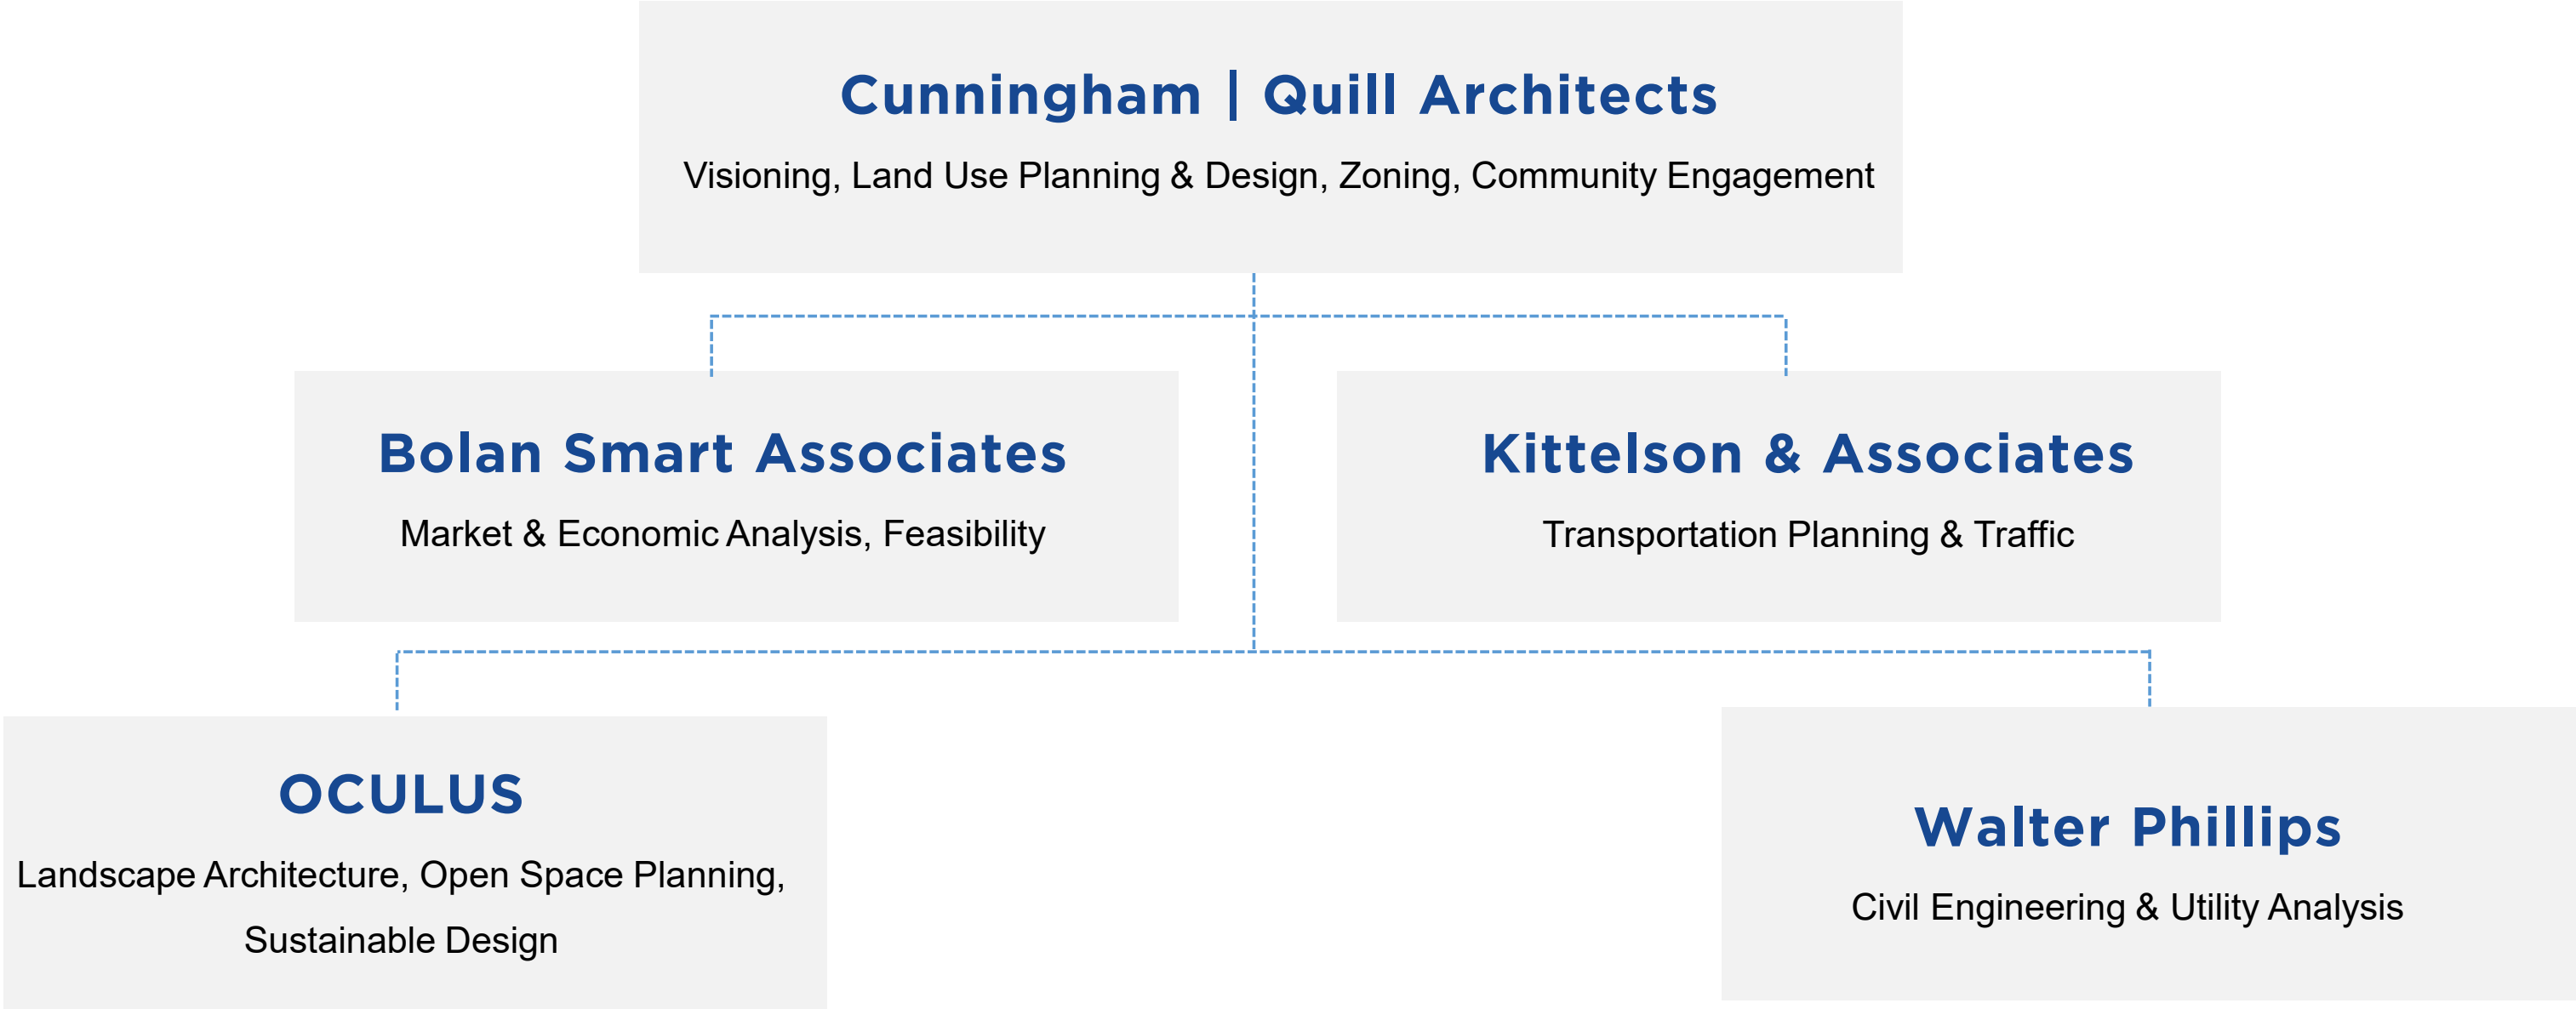 Cunningham | Quill Architects
Visioning, Land Use Planning & Design, Zoning, Community Engagement
Bolan Smart Associates
Market & Economic Analysis, Feasibility
Kittelson & Associates
Transportation Planning & Traffic
OCULUS
Landscape Architecture, Open Space Planning,
Sustainable Design
Walter Phillips
Civil Engineering & Utility Analysis